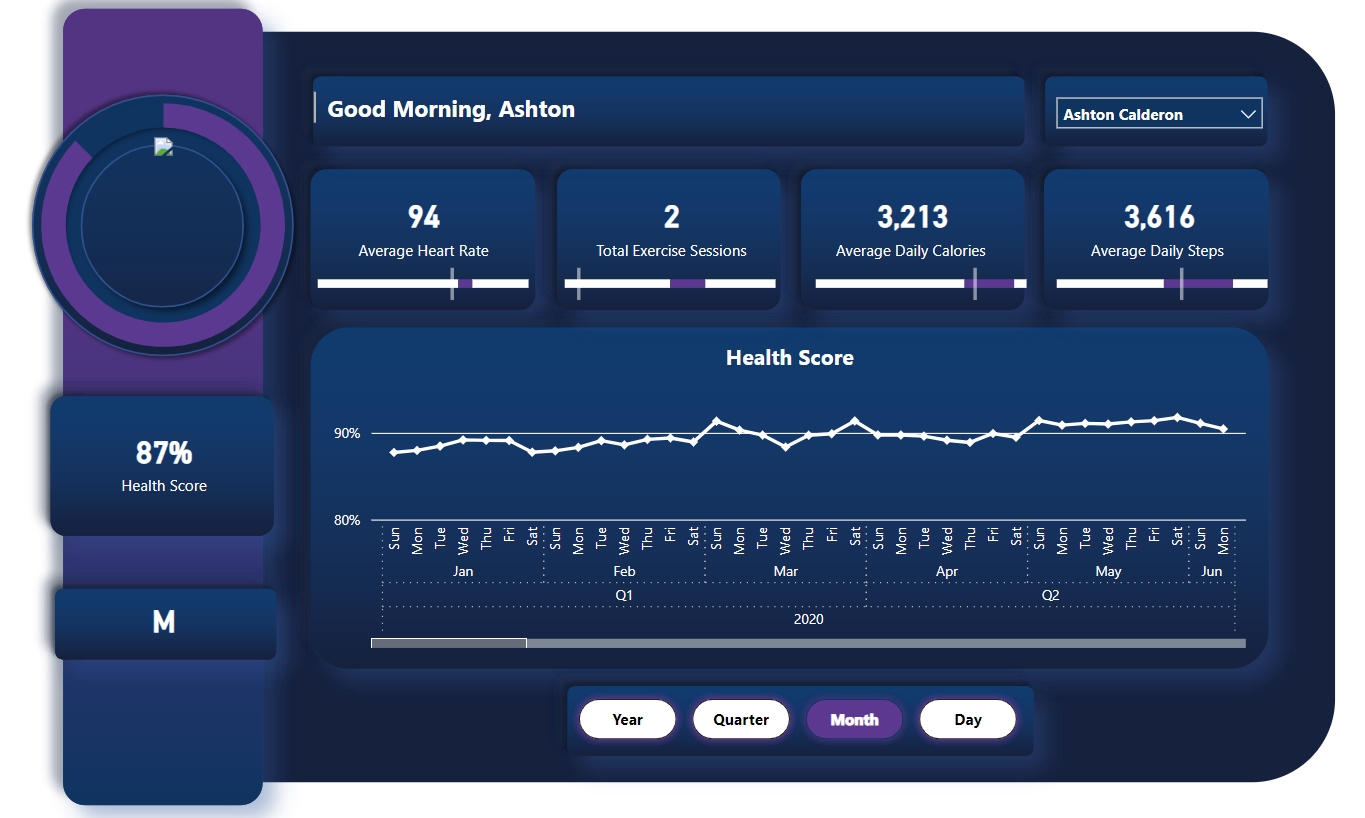 Good Morning, Ashton
Ashton Calderon
94
Average Heart Rate
2
Total Exercise Sessions
3,213
Average Daily Calories
3,616
Average Daily Steps
87%
Health Score
M
Health Score
90%
80%
Sun Mon Tue Wed Thu Fri Sat Sun Mon Tue Wed Thu Fri Sat Sun Mon Tue Wed Thu Fri Sat Sun Mon Tue Wed Thu Fri Sat Sun Mon Tue Wed Thu Fri Sat Sun Mon
Jan Feb Mar Apr May Jun
Q1 Q2
2020
Year Quarter Month Day